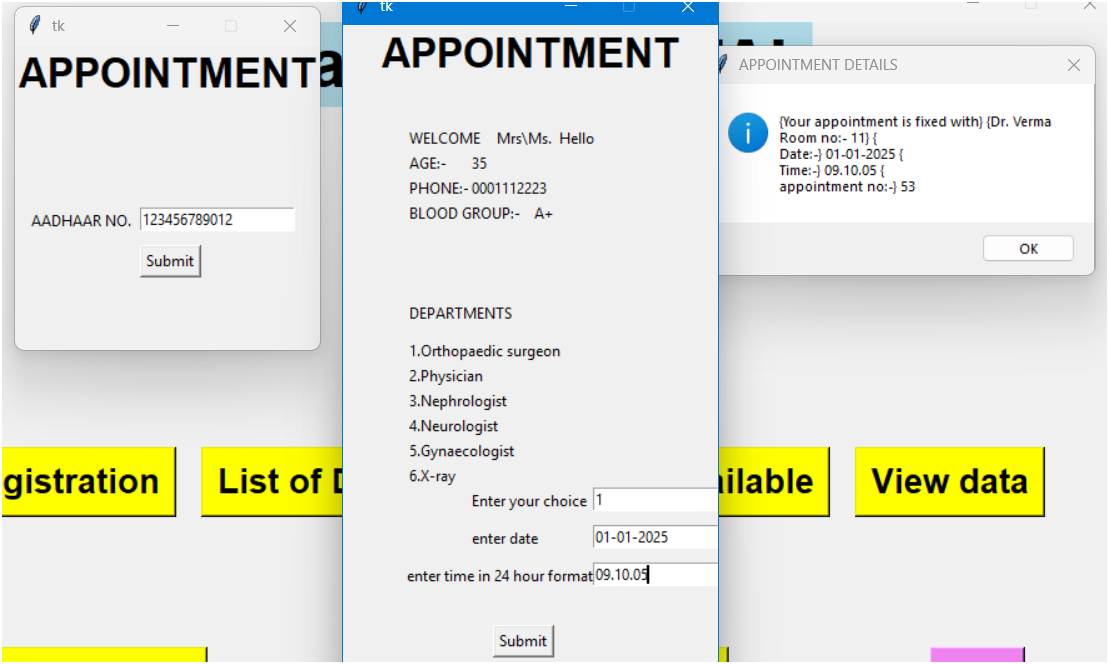 tk
APPOINTMENT
AADHAAR NO. 123456789012
Submit
tk
APPOINTMENT
WELCOME Mrs\Ms. Hello
AGE:- 35
PHONE:- 0001112223
BLOOD GROUP:- A+
DEPARTMENTS
1.Orthopaedic surgeon
2.Physician
3.Nephrologist
4.Neurologist
5.Gynaecologist
6.X-ray
Enter your choice 1
enter date 01-01-2025
enter time in 24 hour format 09.10.05
Submit
APPOINTMENT DETAILS
{Your appointment is fixed with} {Dr. Verma
Room no:- 11} {
Date:-} 01-01-2025 {
Time:-} 09.10.05 {
appointment no:-} 53
OK
gistration
List of D
ailable
View data